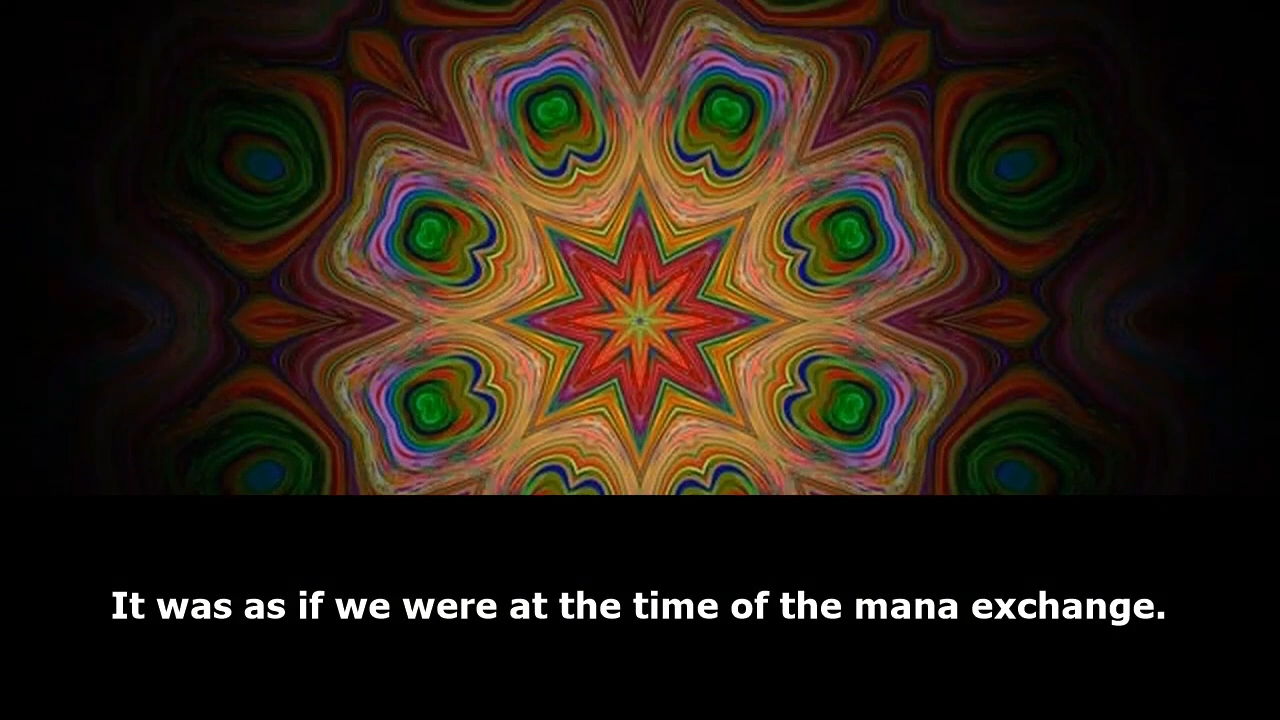 It was as if we were at the time of the mana exchange.